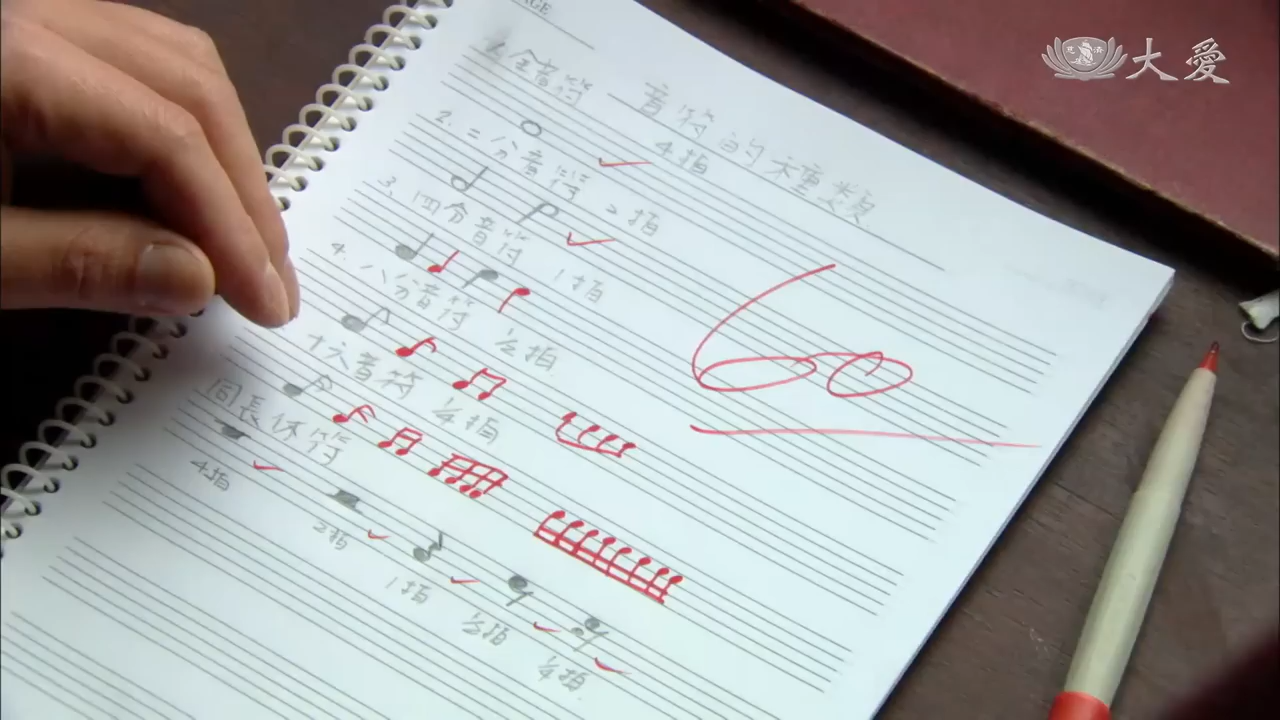 音符的種類
1.全音符
4拍
2.二分音符 2拍
3.四分音符 1拍
4.八分音符 ½拍
十六音符 ¼拍
同長休符
4拍
2拍
1拍
½拍
¼拍
60
大愛
慈濟